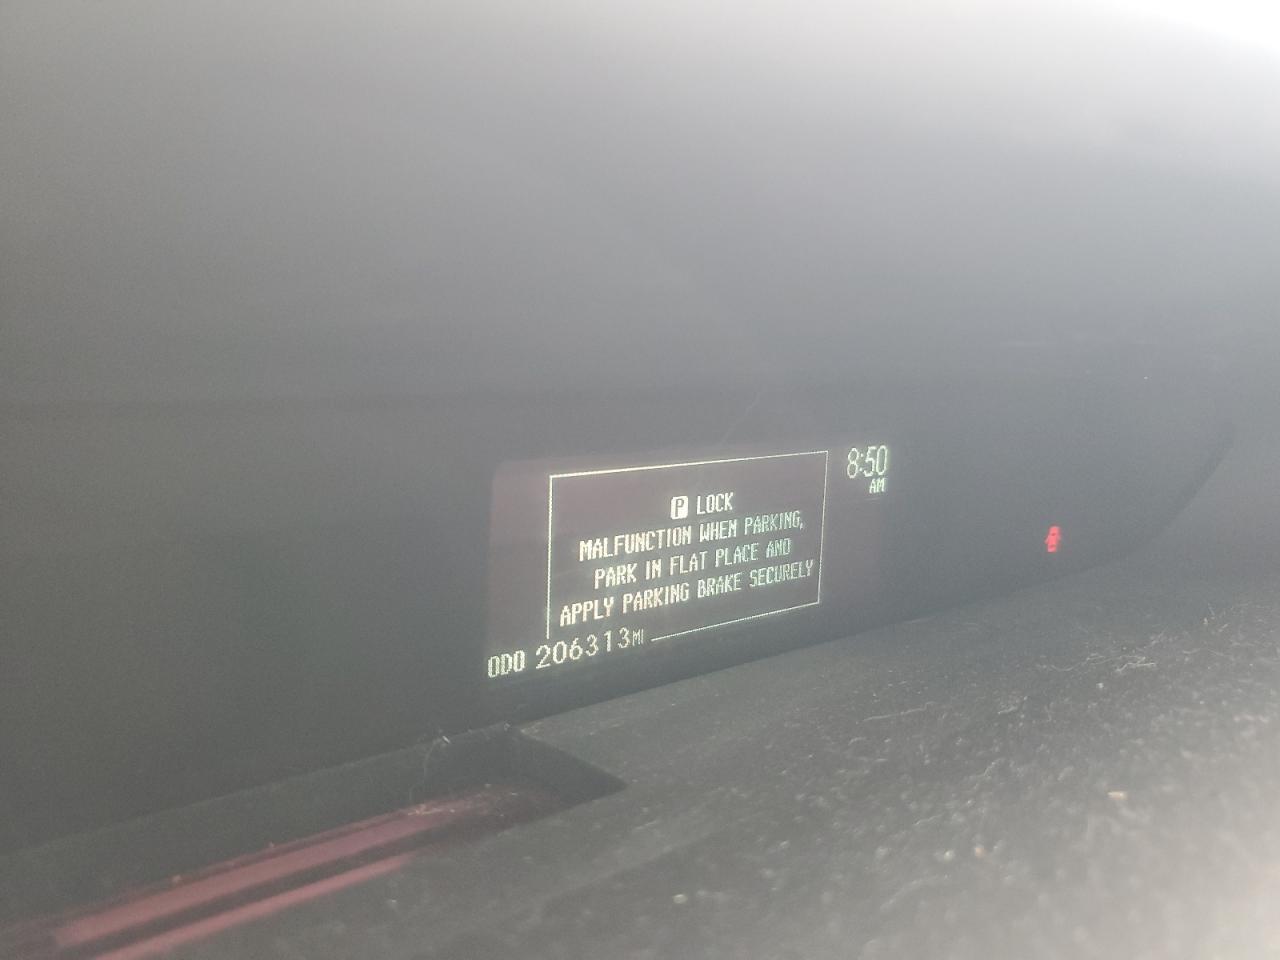 P LOCK
MALFUNCTION WHEN PARKING,
PARK IN FLAT PLACE AND
APPLY PARKING BRAKE SECURELY
8:50
AM
ODO 206313MI